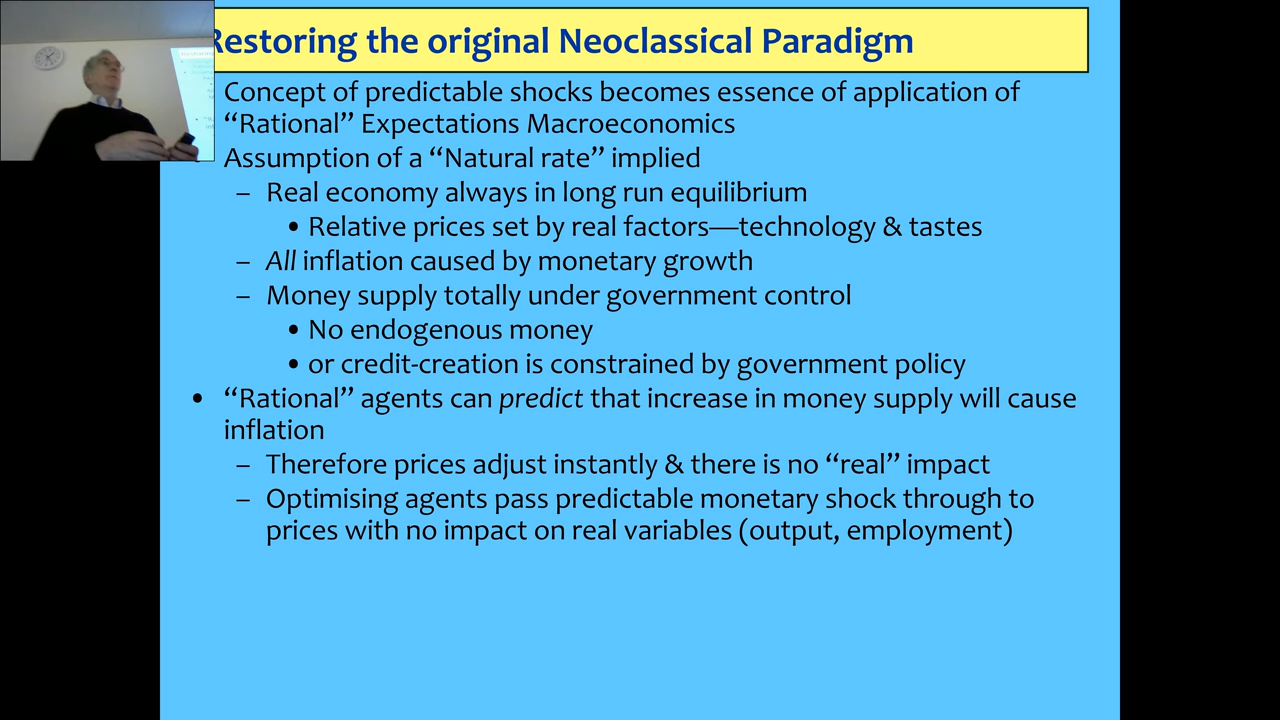 Restoring the original Neoclassical Paradigm
Concept of predictable shocks becomes essence of application of
“Rational” Expectations Macroeconomics
Assumption of a “Natural rate” implied
– Real economy always in long run equilibrium
• Relative prices set by real factors—technology & tastes
– All inflation caused by monetary growth
– Money supply totally under government control
• No endogenous money
• or credit-creation is constrained by government policy
• “Rational” agents can predict that increase in money supply will cause
inflation
– Therefore prices adjust instantly & there is no “real” impact
– Optimising agents pass predictable monetary shock through to
prices with no impact on real variables (output, employment)